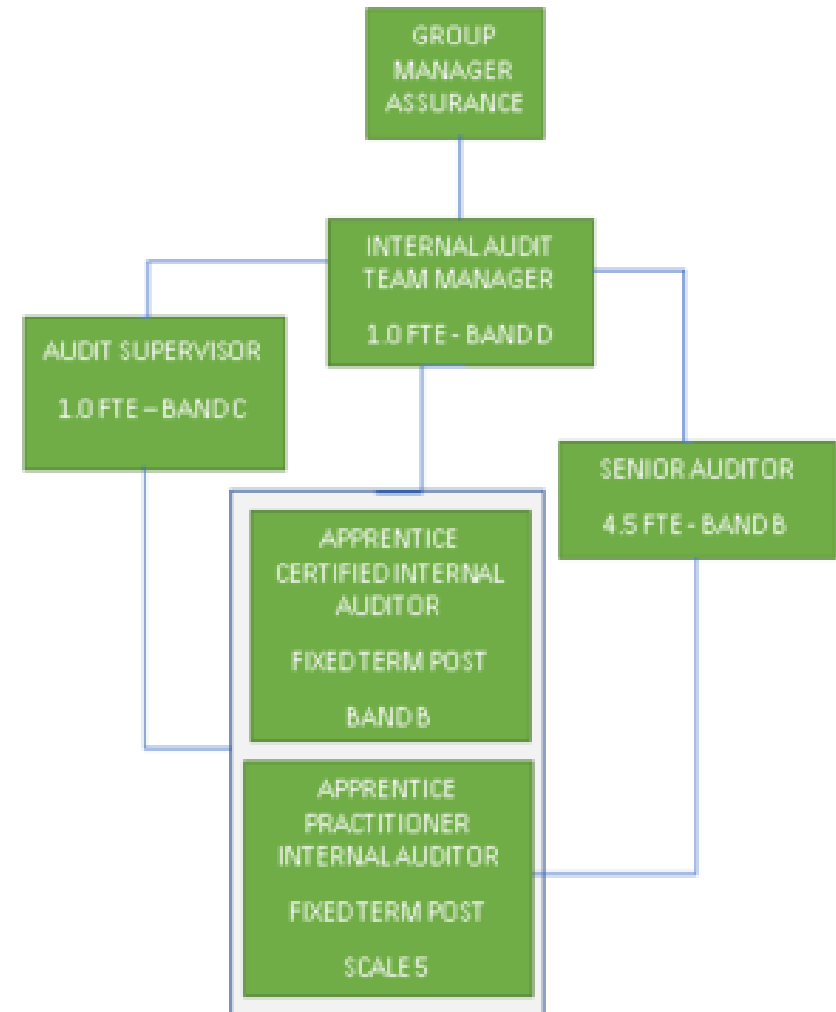 GROUP
MANAGER
ASSURANCE
INTERNAL AUDIT
TEAM MANAGER
1.0 FTE - BAND D
AUDIT SUPERVISOR
1.0 FTE – BAND C
SENIOR AUDITOR
4.5 FTE - BAND B
APPRENTICE
CERTIFIED INTERNAL
AUDITOR
FIXED TERM POST
BAND B
APPRENTICE
PRACTITIONER
INTERNAL AUDITOR
FIXED TERM POST
SCALE 5